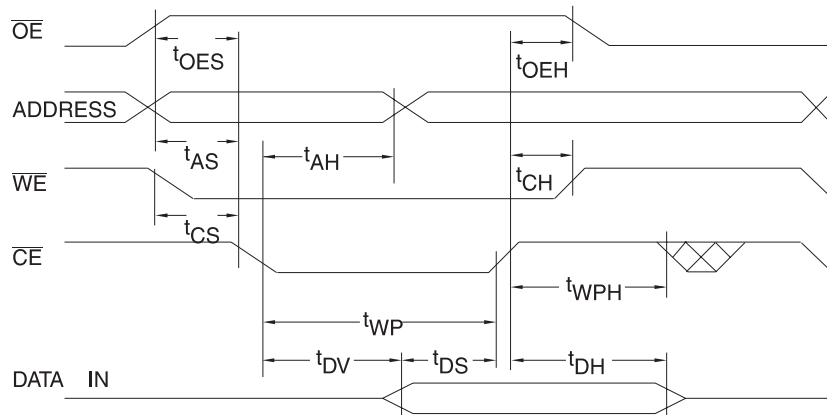 OE
tOES
tOEH
ADDRESS
tAS
tAH
WE
tCH
tCS
CE
tWPH
tWP
tDV
tDS
tDH
DATA IN